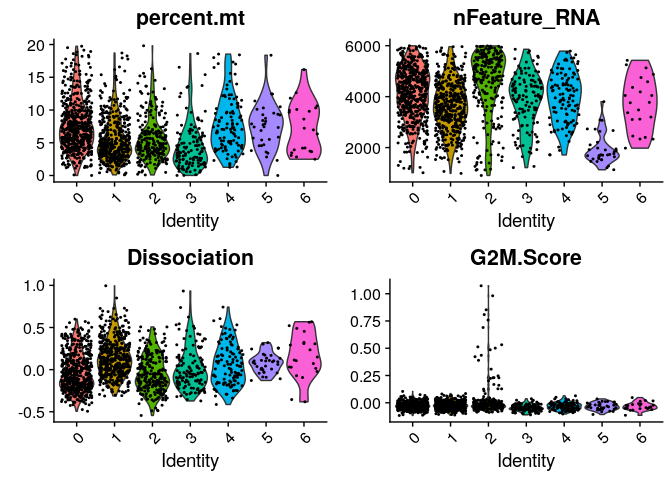 percent.mt
20
15
10
5
0
0 1 2 3 4 5 6
Identity
nFeature_RNA
6000
4000
2000
0 1 2 3 4 5 6
Identity
Dissociation
1.0
0.5
0.0
-0.5
0 1 2 3 4 5 6
Identity
G2M.Score
1.00
0.75
0.50
0.25
0.00
0 1 2 3 4 5 6
Identity